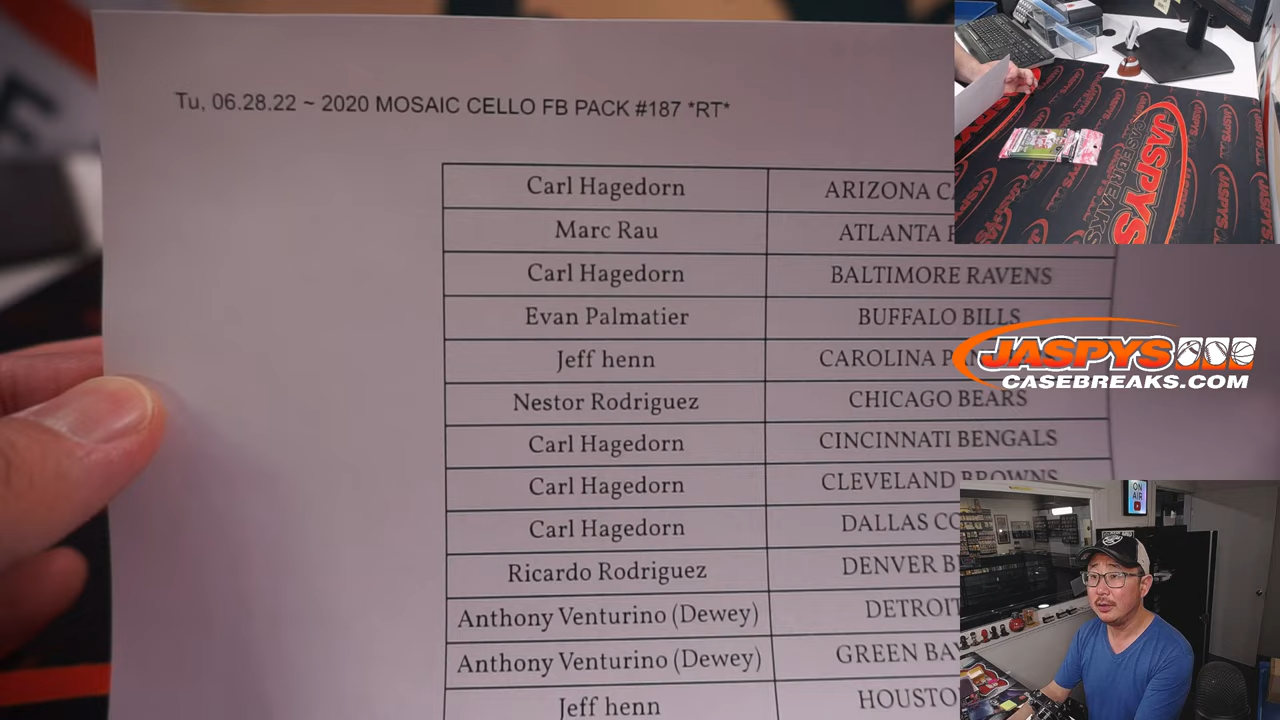 Tu, 06.28.22 ~ 2020 MOSAIC CELLO FB PACK #187 *RT*
Carl Hagedorn ARIZONA
Marc Rau ATLANTA
Carl Hagedorn BALTIMORE RAVENS
Evan Palmatier BUFFALO BILLS
Jeff henn CAROLINA
Nestor Rodriguez CHICAGO BEARS
Carl Hagedorn CINCINNATI BENGALS
Carl Hagedorn CLEVELAND BROWNS
Carl Hagedorn DALLAS
Ricardo Rodriguez DENVER
Anthony Venturino (Dewey) DETROIT
Anthony Venturino (Dewey) GREEN BAY
Jeff henn
JASPYS
CASEBREAKS
JASPYS
CASEBREAKS.COM
ON
AIR